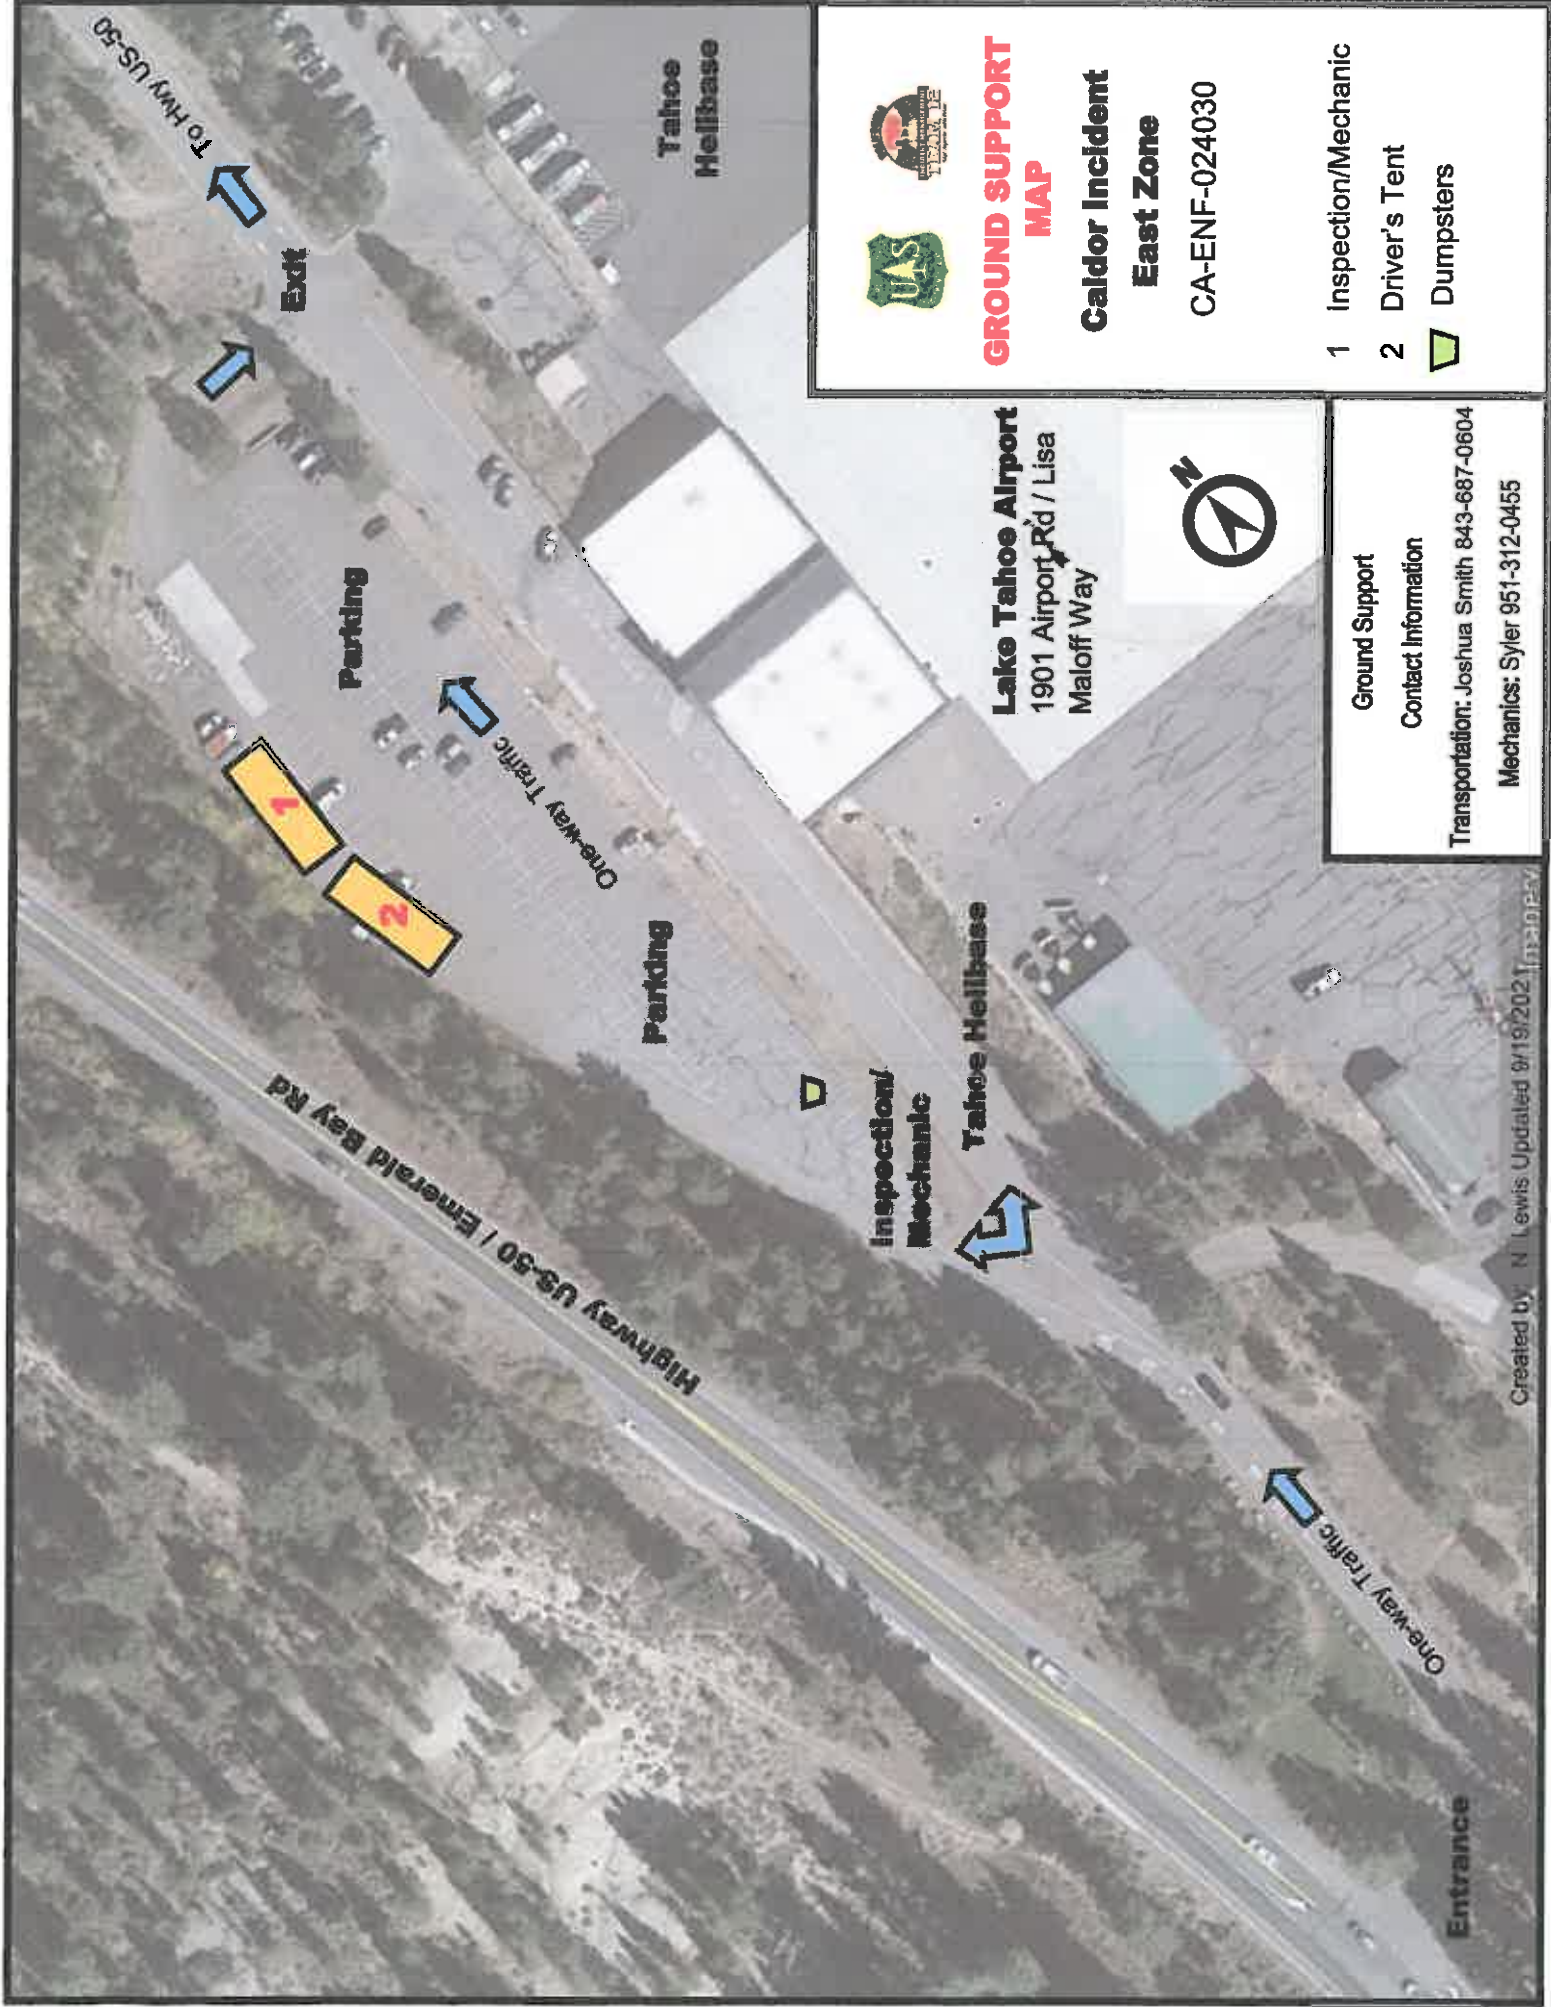 To Hwy US-50
Exit
Tahoe
Helibase
Parking
1
One-way Traffic
2
Parking
Highway US-50 / Emerald Bay Rd
Inspection/
Mechanic
Tahoe Helibase
One-way Traffic
Entrance
Lake Tahoe Airport
1901 Airport Rd / Lisa
Maloff Way
N
UAS
GROUND SUPPORT
MAP
Caldor Incident
East Zone
CA-ENF-024030
1 Inspection/Mechanic
2 Driver's Tent
Dumpsters
Ground Support
Contact Information
Transportation: Joshua Smith 843-687-0604
Mechanics: Syler 951-312-0455
Created by: N Lewis Updated 9/19/2021